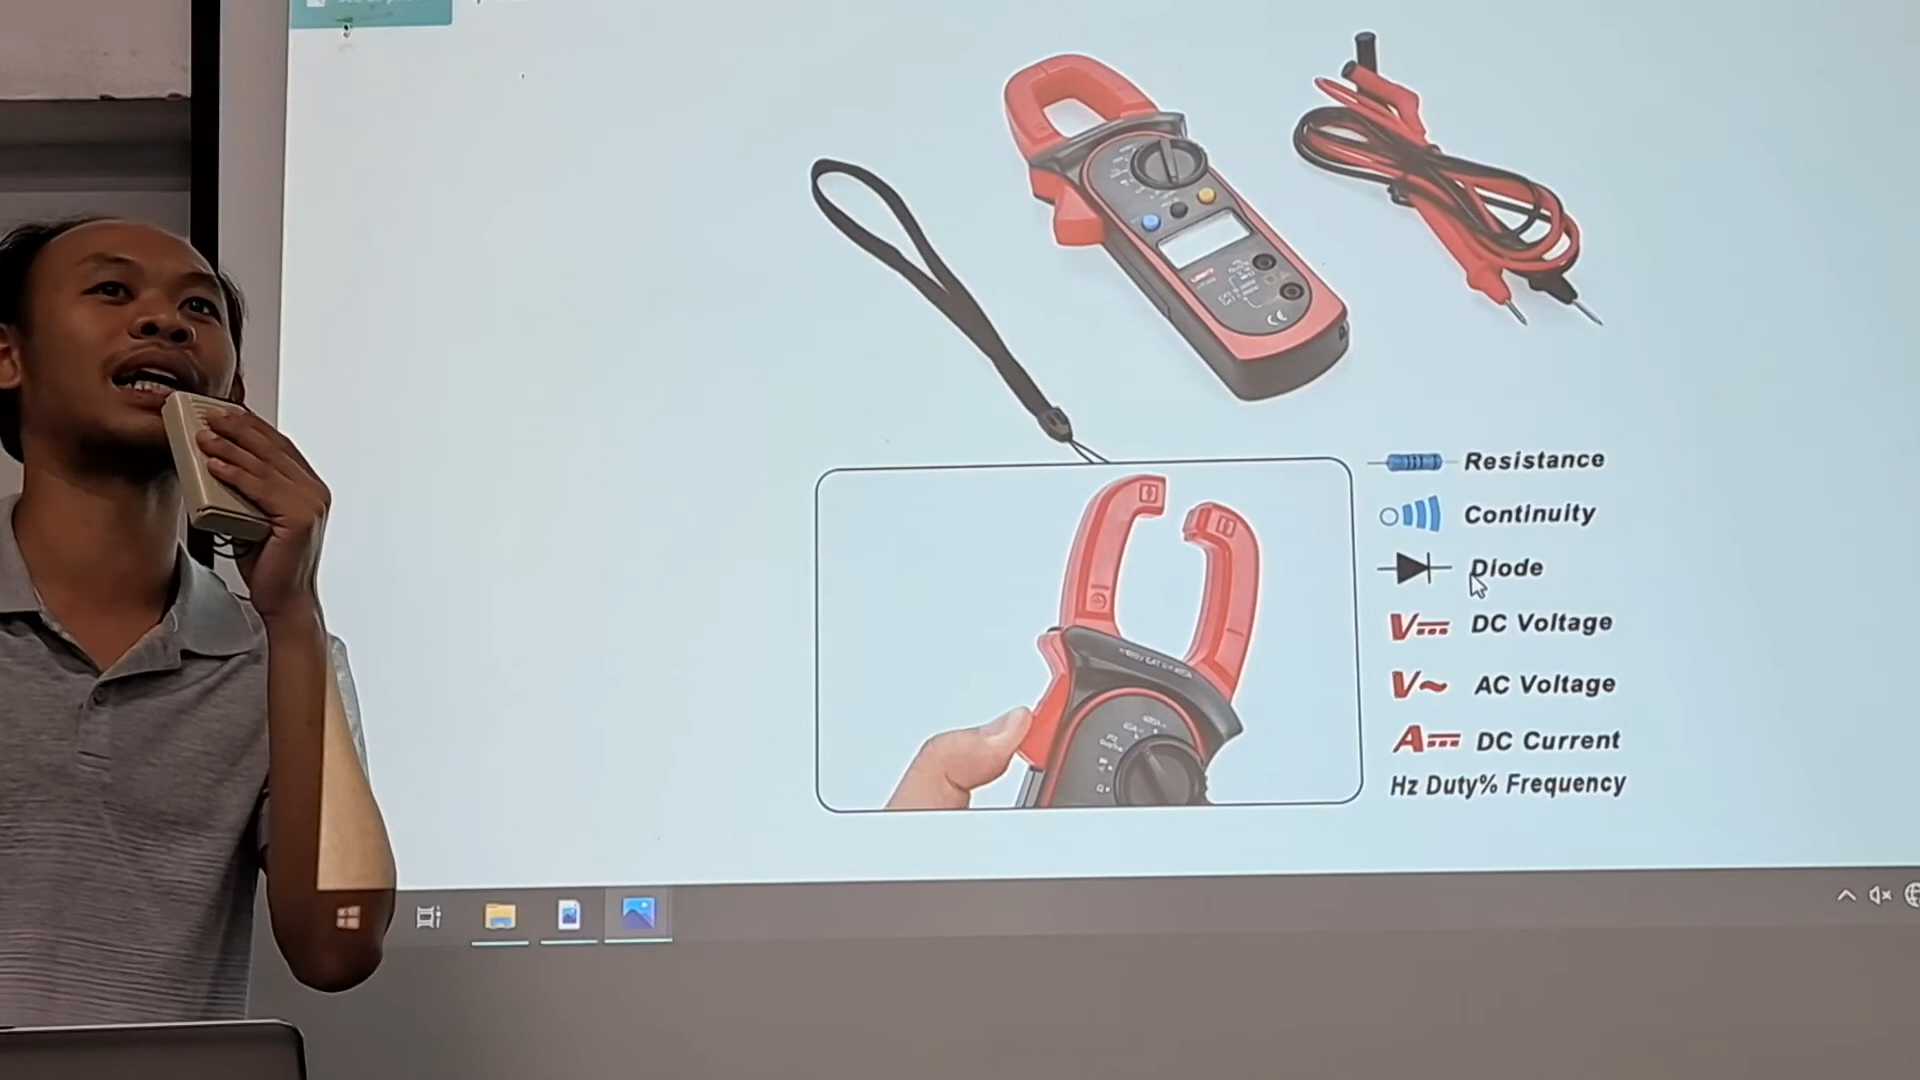 Resistance
Continuity
Diode
V DC Voltage
V~ AC Voltage
A DC Current
Hz Duty% Frequency